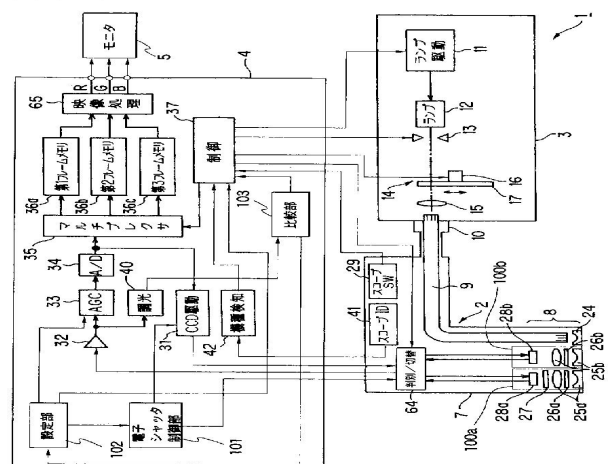 モニタ
5
R
G
B
映像処理
65
4
第1フレームメモリ
第2フレームメモリ
第3フレームメモリ
36a
36b
36c
マルチプレクサ
35
制御
37
比較部
103
A/D
34
AGC
33
調光
40
32
CCD駆動
31
機種検知
42
設定部
102
電子シャッタ制御部
101
ランプ駆動
11
ランプ
12
13
14
15
16
17
3
1
10
9
2
スコープSW
29
スコープID
41
判別/切替
64
7
8
100a
100b
28a
28b
27
26a
26b
25a
25b
24